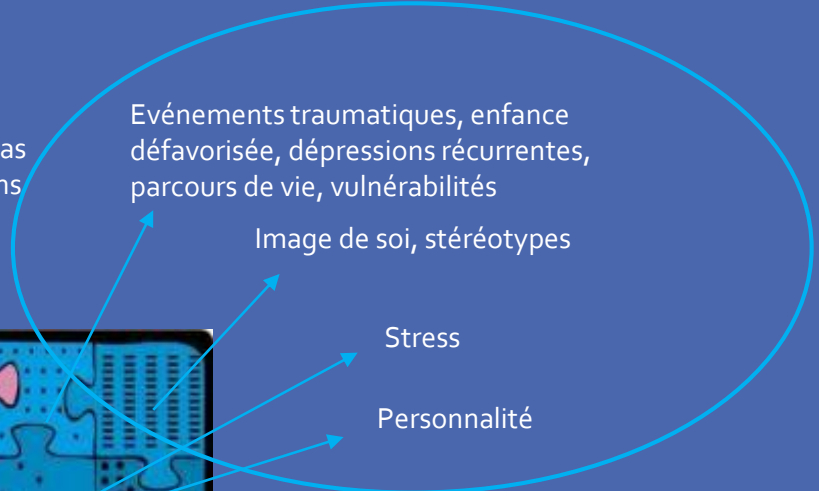 Evénements traumatiques, enfance
défavorisée, dépressions récurrentes,
parcours de vie, vulnérabilités
Image de soi, stéréotypes
Stress
Personnalité